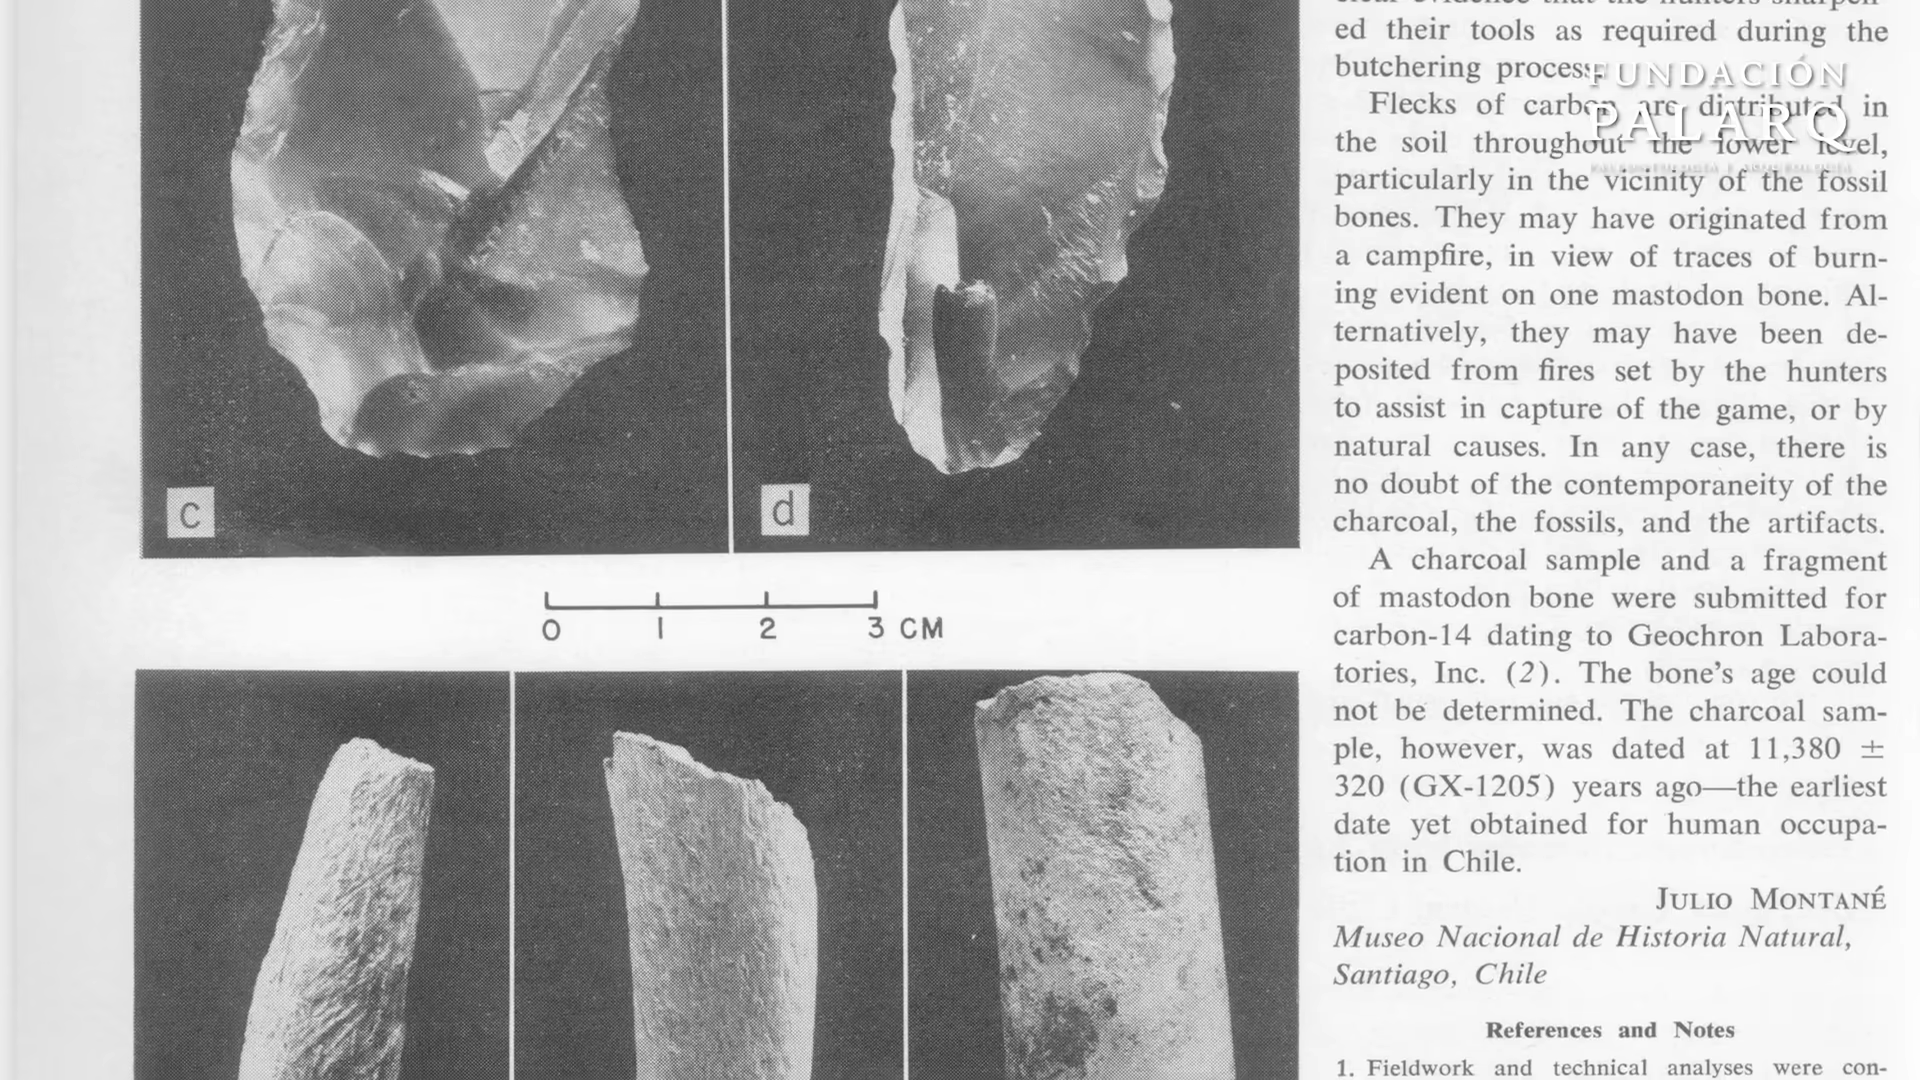 c
d
0 1 2 3 CM
ed their tools as required during the
butchering process.
Flecks of carbon are distributed in
the soil throughout the lower level,
particularly in the vicinity of the fossil
bones. They may have originated from
a campfire, in view of traces of burn-
ing evident on one mastodon bone. Al-
ternatively, they may have been de-
posited from fires set by the hunters
to assist in capture of the game, or by
natural causes. In any case, there is
no doubt of the contemporaneity of the
charcoal, the fossils, and the artifacts.
A charcoal sample and a fragment
of mastodon bone were submitted for
carbon-14 dating to Geochron Labora-
tories, Inc. (2). The bone's age could
not be determined. The charcoal sam-
ple, however, was dated at 11,380 ±
320 (GX-1205) years ago—the earliest
date yet obtained for human occupa-
tion in Chile.
JULIO MONTANÉ
Museo Nacional de Historia Natural,
Santiago, Chile
References and Notes
1. Fieldwork and technical analyses were con-
FUNDACIÓN
PALARQ